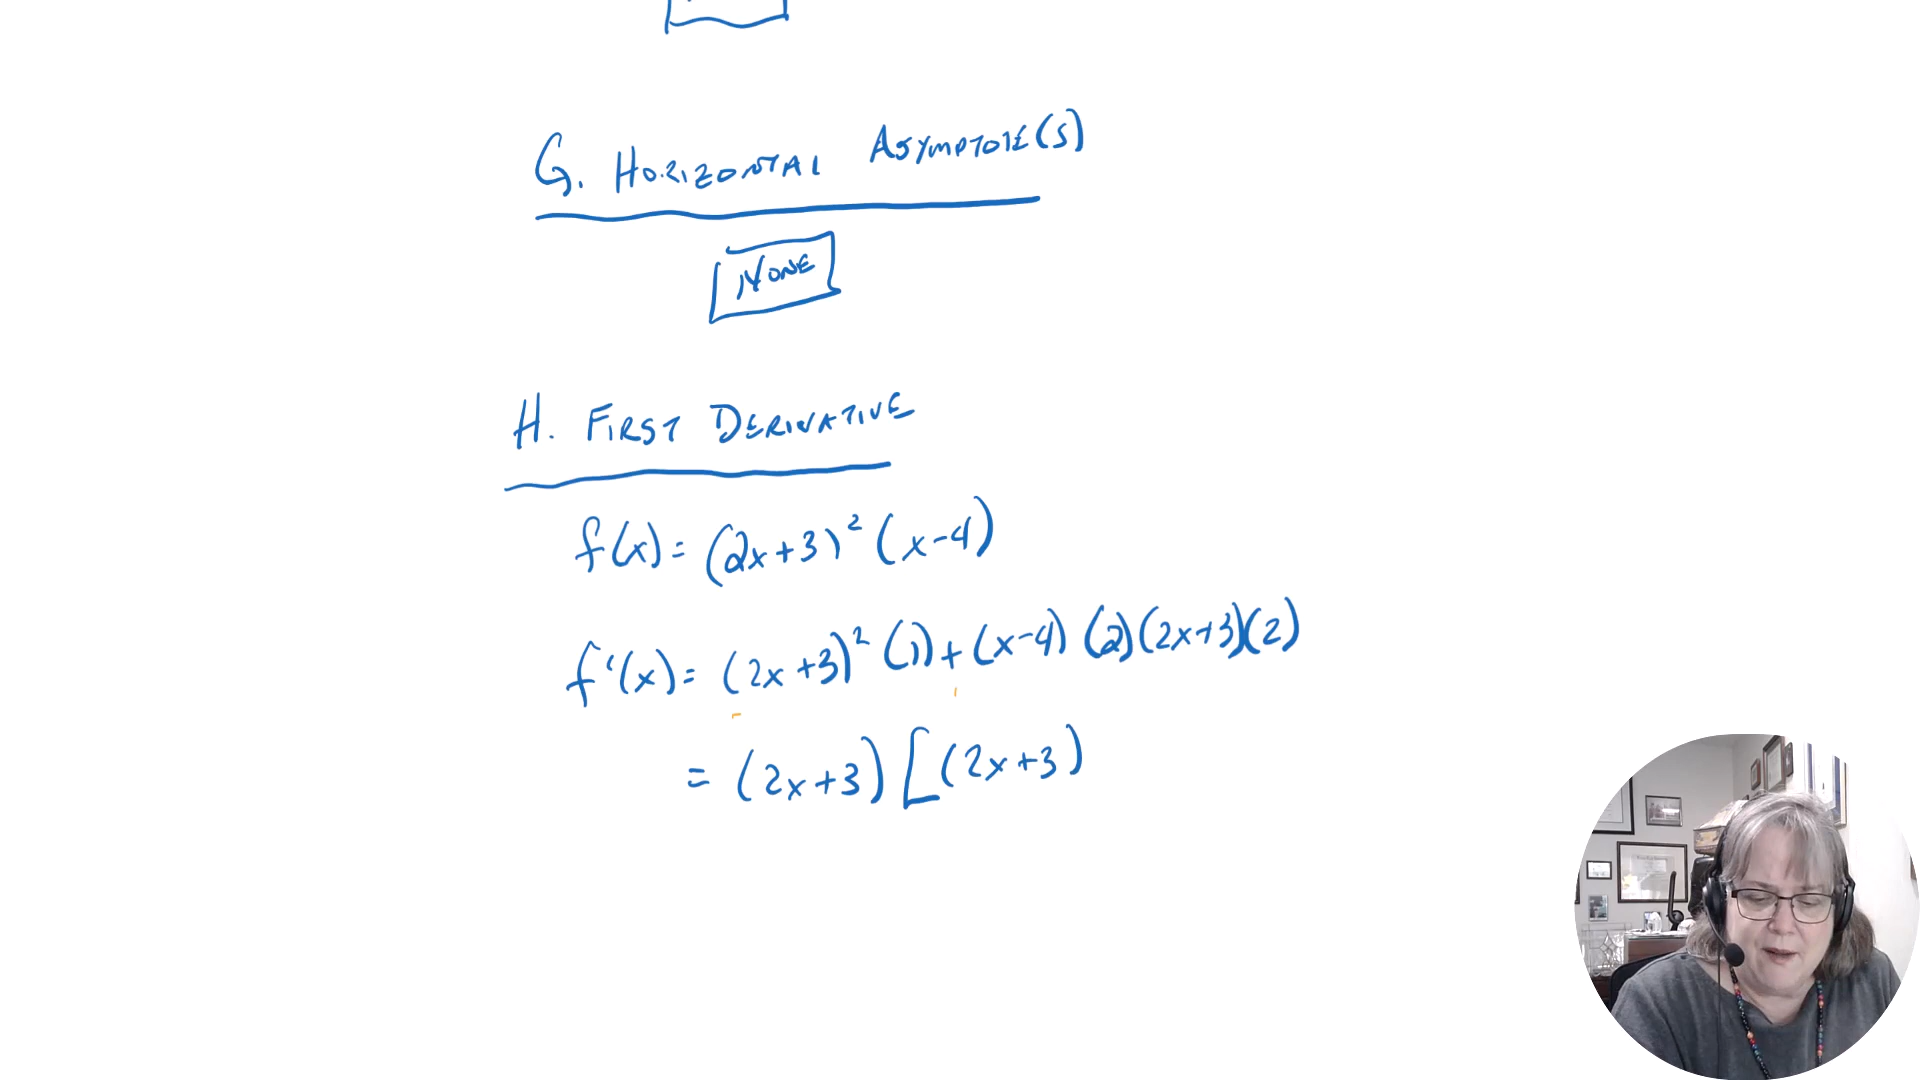 G. HORIZONTAL ASYMPTOTE(S)
NONE
H. FIRST DERIVATIVE
f(x) = (2x+3)² (x-4)
f'(x) = (2x+3)² (1) + (x-4) (2)(2x+3)(2)
= (2x+3) [(2x+3)